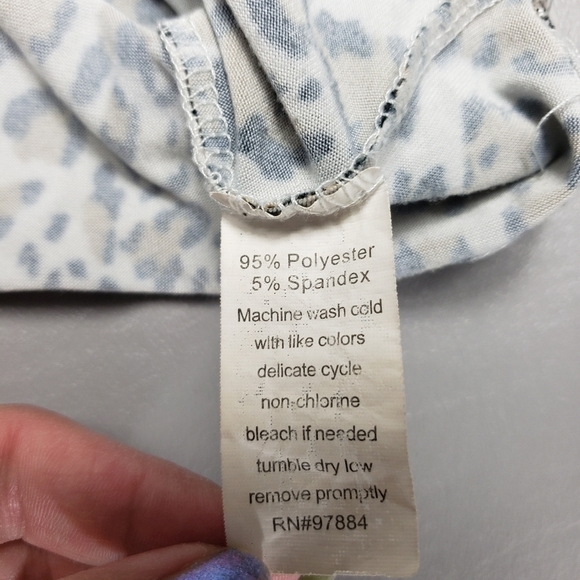 95% Polyester
5% Spandex
Machine wash cold
with like colors
delicate cycle
non-chlorine
bleach if needed
tumble dry low
remove promptly
RN#97884